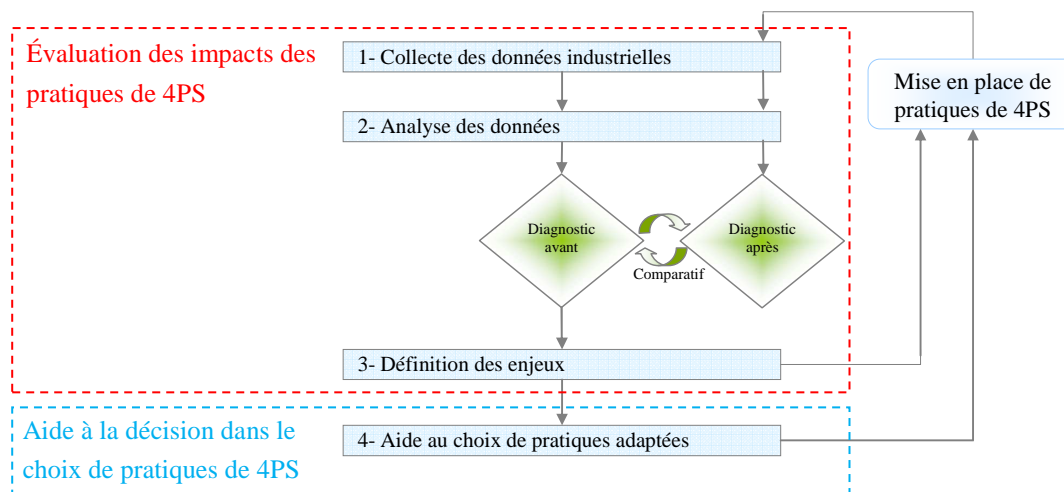 Évaluation des impacts des
pratiques de 4PS
1- Collecte des données industrielles
Mise en place de
pratiques de 4PS
2- Analyse des données
Diagnostic
avant
Comparatif
Diagnostic
après
3- Définition des enjeux
Aide à la décision dans le
choix de pratiques de 4PS
4- Aide au choix de pratiques adaptées